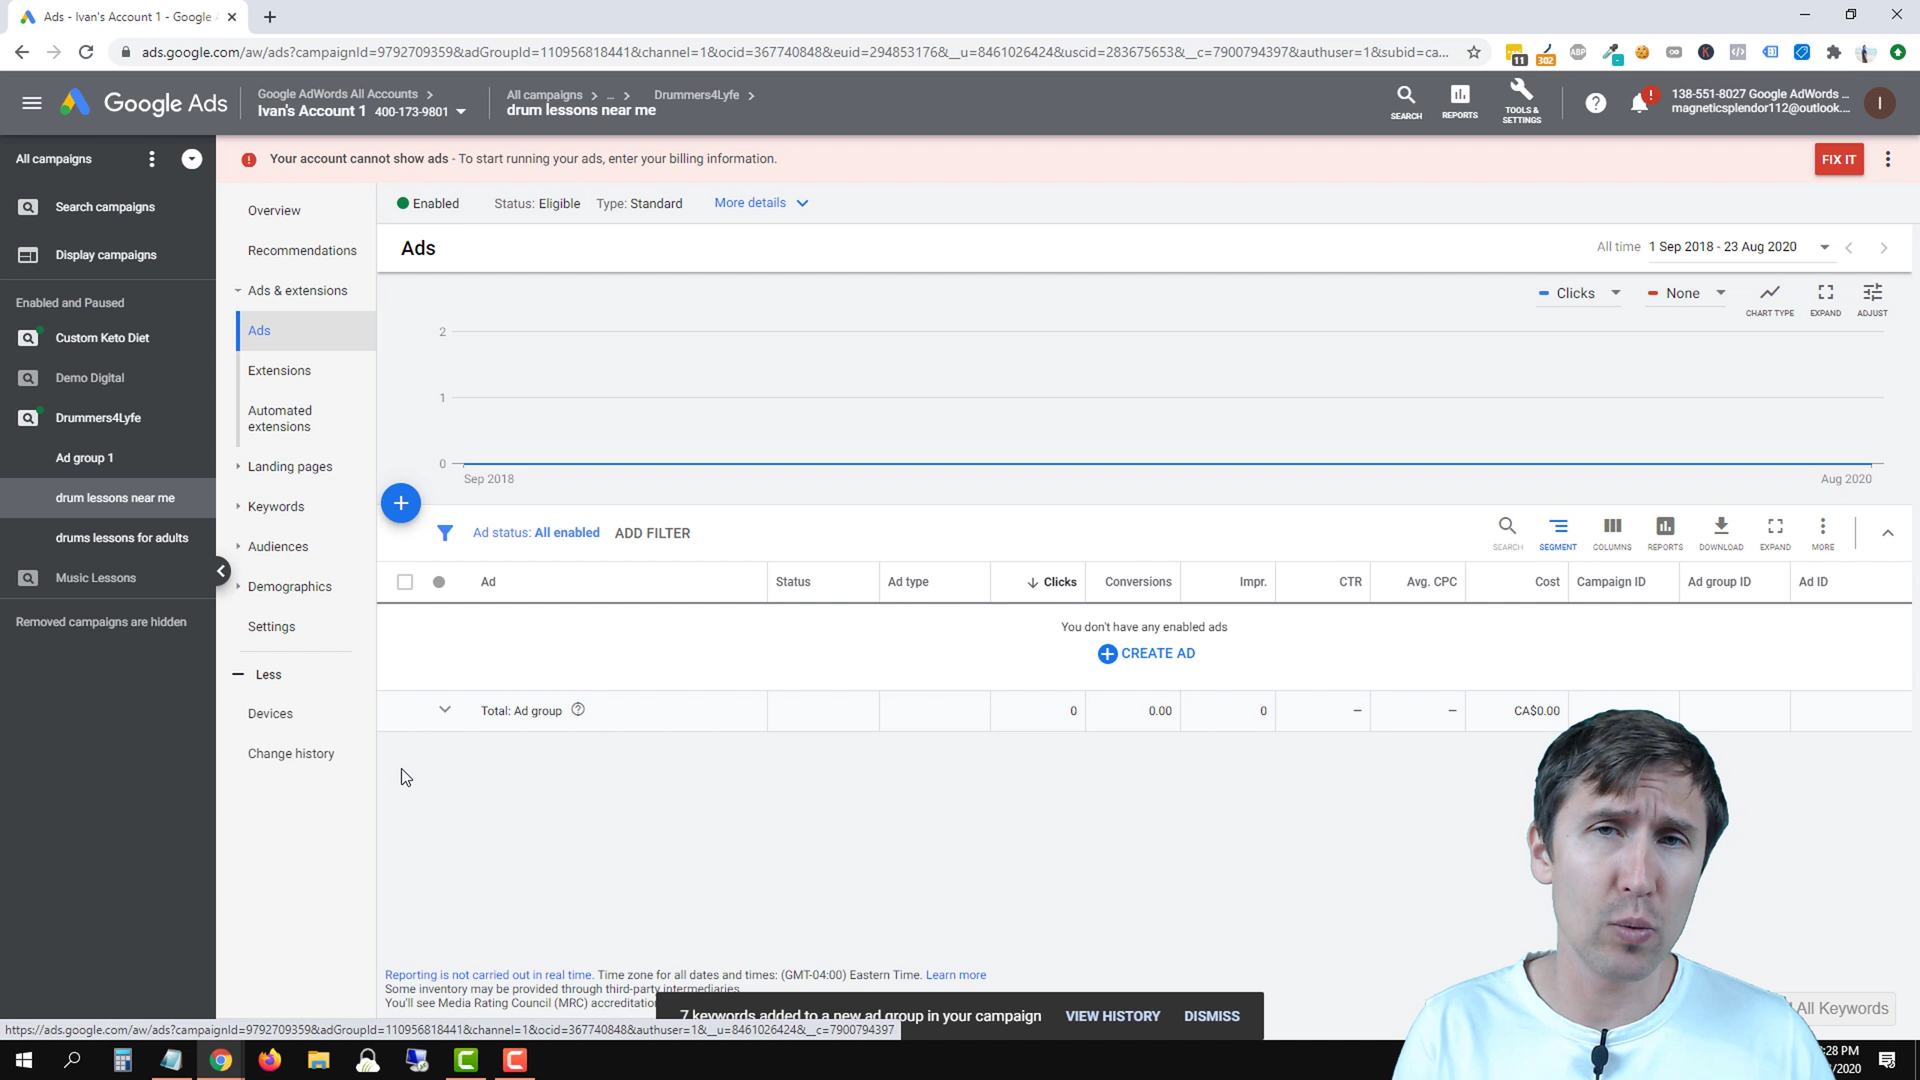 Ads - Ivan's Account 1 - Google
ads.google.com/aw/ads?campaignId=9792709359&adGroupId=110956818441&channel=1&ocid=367740848&euid=294853176&__u=8461026424&uscid=283675653&__c=7900794397&authuser=1&subid=ca...
11
302
ABP
Google Ads
Google AdWords All Accounts >
Ivan's Account 1 400-173-9801
All campaigns > ... > Drummers4Lyfe >
drum lessons near me
SEARCH
REPORTS
TOOLS & SETTINGS
138-551-8027 Google AdWords ...
magneticsplendor112@outlook....
I
All campaigns
Your account cannot show ads - To start running your ads, enter your billing information.
FIX IT
Search campaigns
Display campaigns
Enabled and Paused
Custom Keto Diet
Demo Digital
Drummers4Lyfe
Ad group 1
drum lessons near me
drums lessons for adults
Music Lessons
Removed campaigns are hidden
Overview
Recommendations
Ads & extensions
Ads
Extensions
Automated extensions
Landing pages
Keywords
Audiences
Demographics
Settings
Less
Devices
Change history
Enabled Status: Eligible Type: Standard More details
Ads
All time 1 Sep 2018 - 23 Aug 2020
Clicks
None
CHART TYPE
EXPAND
ADJUST
2
1
0
Sep 2018
Aug 2020
Ad status: All enabled ADD FILTER
SEARCH
SEGMENT
COLUMNS
REPORTS
DOWNLOAD
EXPAND
MORE
Ad Status Ad type Clicks Conversions Impr. CTR Avg. CPC Cost Campaign ID Ad group ID Ad ID
You don't have any enabled ads
CREATE AD
Total: Ad group 0 0.00 0 – – CA$0.00
Reporting is not carried out in real time. Time zone for all dates and times: (GMT-04:00) Eastern Time. Learn more
Some inventory may be provided through third-party intermediaries.
You'll see Media Rating Council (MRC) accreditatio
7 keywords added to a new ad group in your campaign VIEW HISTORY DISMISS
All Keywords
https://ads.google.com/aw/ads?campaignId=9792709359&adGroupId=110956818441&channel=1&ocid=367740848&authuser=1&__u=8461026424&__c=7900794397
:28 PM
/2020